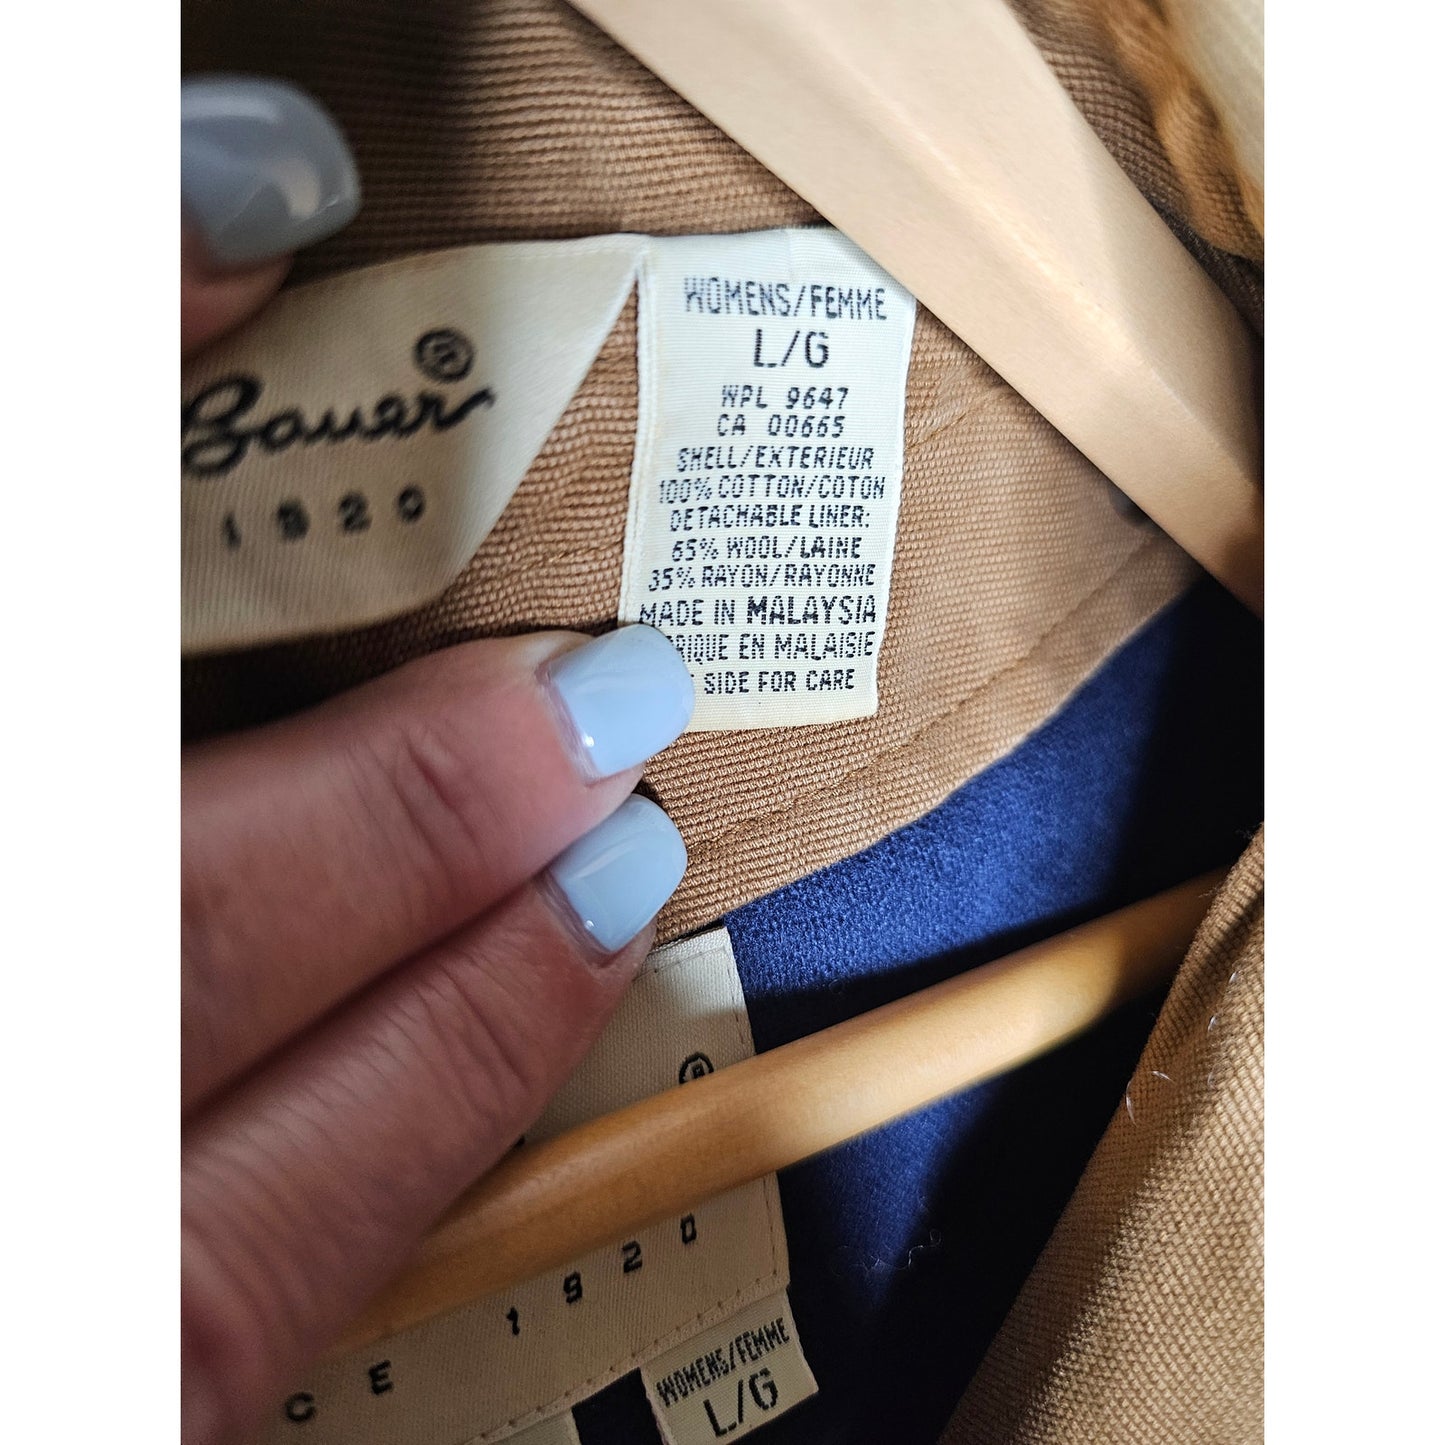 Bauer®
1920
WOMENS/FEMME
L/G
WPL 9647
CA 00665
SHELL/EXTERIEUR
100% COTTON/COTON
DETACHABLE LINER:
65% WOOL/LAINE
35% RAYON/RAYONNE
MADE IN MALAYSIA
RIQUE EN MALAISIE
SIDE FOR CARE
®
CE 1920
WOMENS/FEMME
L/G